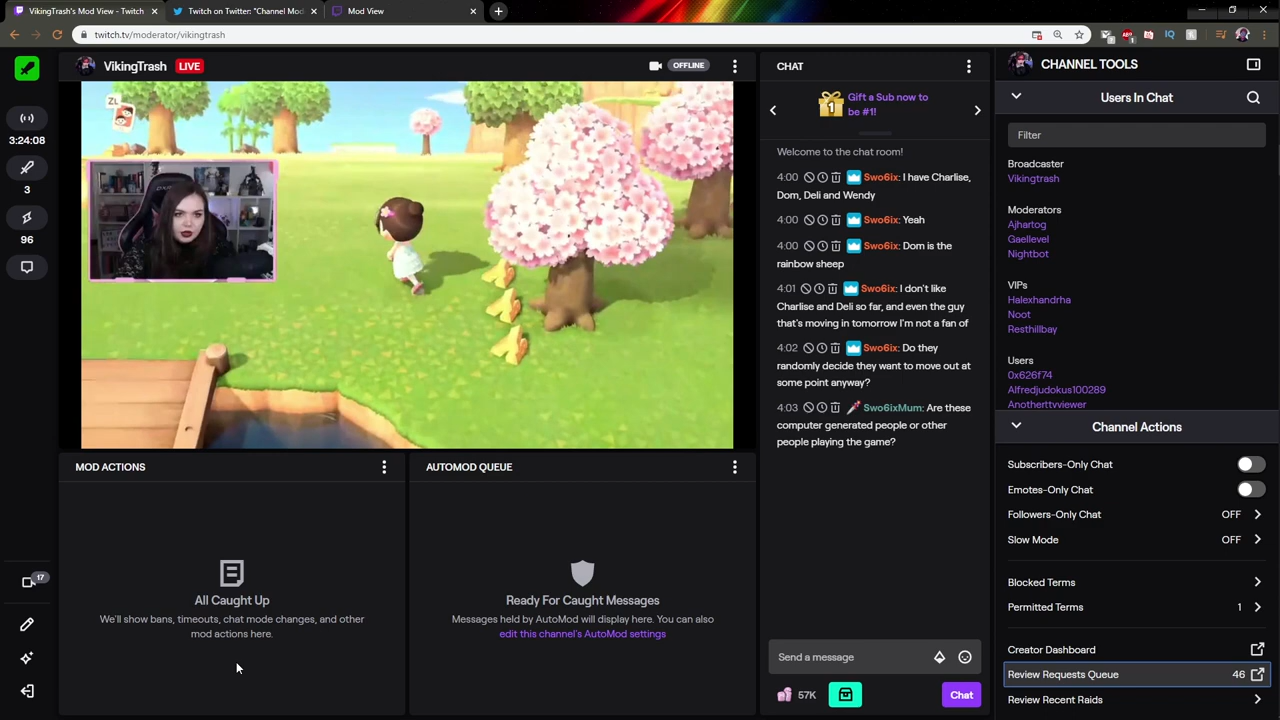 VikingTrash's Mod View - Twitch
Twitch on Twitter: "Channel Mod
Mod View
twitch.tv/moderator/vikingtrash
3:24:08
3
96
17
VikingTrash LIVE
OFFLINE
ZL
MOD ACTIONS
All Caught Up
We'll show bans, timeouts, chat mode changes, and other
mod actions here.
AUTOMOD QUEUE
Ready For Caught Messages
Messages held by AutoMod will display here. You can also
edit this channel's AutoMod settings
CHAT
1
Gift a Sub now to
be #1!
Welcome to the chat room!
4:00 Swo6ix: I have Charlise,
Dom, Deli and Wendy
4:00 Swo6ix: Yeah
4:00 Swo6ix: Dom is the
rainbow sheep
4:01 Swo6ix: I don't like
Charlise and Deli so far, and even the guy
that's moving in tomorrow I'm not a fan of
4:02 Swo6ix: Do they
randomly decide they want to move out at
some point anyway?
4:03 Swo6ixMum: Are these
computer generated people or other
people playing the game?
Send a message
57K
Chat
CHANNEL TOOLS
Users In Chat
Filter
Broadcaster
Vikingtrash
Moderators
Ajhartog
Gaellevel
Nightbot
VIPs
Halexhandrha
Noot
Resthillbay
Users
0x626f74
Alfredjudokus100289
Anotherttvviewer
Channel Actions
Subscribers-Only Chat
Emotes-Only Chat
Followers-Only Chat OFF
Slow Mode OFF
Blocked Terms
Permitted Terms 1
Creator Dashboard
Review Requests Queue 46
Review Recent Raids